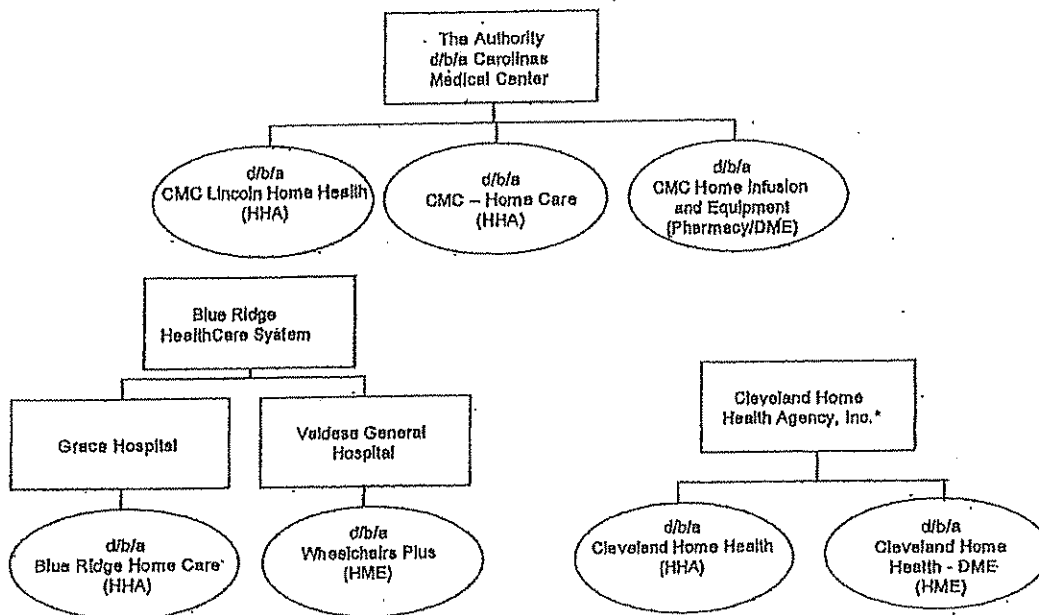 The Authority
d/b/a Carolinas
Medical Center
d/b/a
CMC Lincoln Home Health
(HHA)
d/b/a
CMC – Home Care
(HHA)
d/b/a
CMC Home Infusion
and Equipment
(Pharmacy/DME)
Blue Ridge
HealthCare System
Grace Hospital
Valdese General
Hospital
Cleveland Home
Health Agency, Inc.*
d/b/a
Blue Ridge Home Care
(HHA)
d/b/a
Wheelchairs Plus
(HME)
d/b/a
Cleveland Home Health
(HHA)
d/b/a
Cleveland Home
Health - DME
(HME)